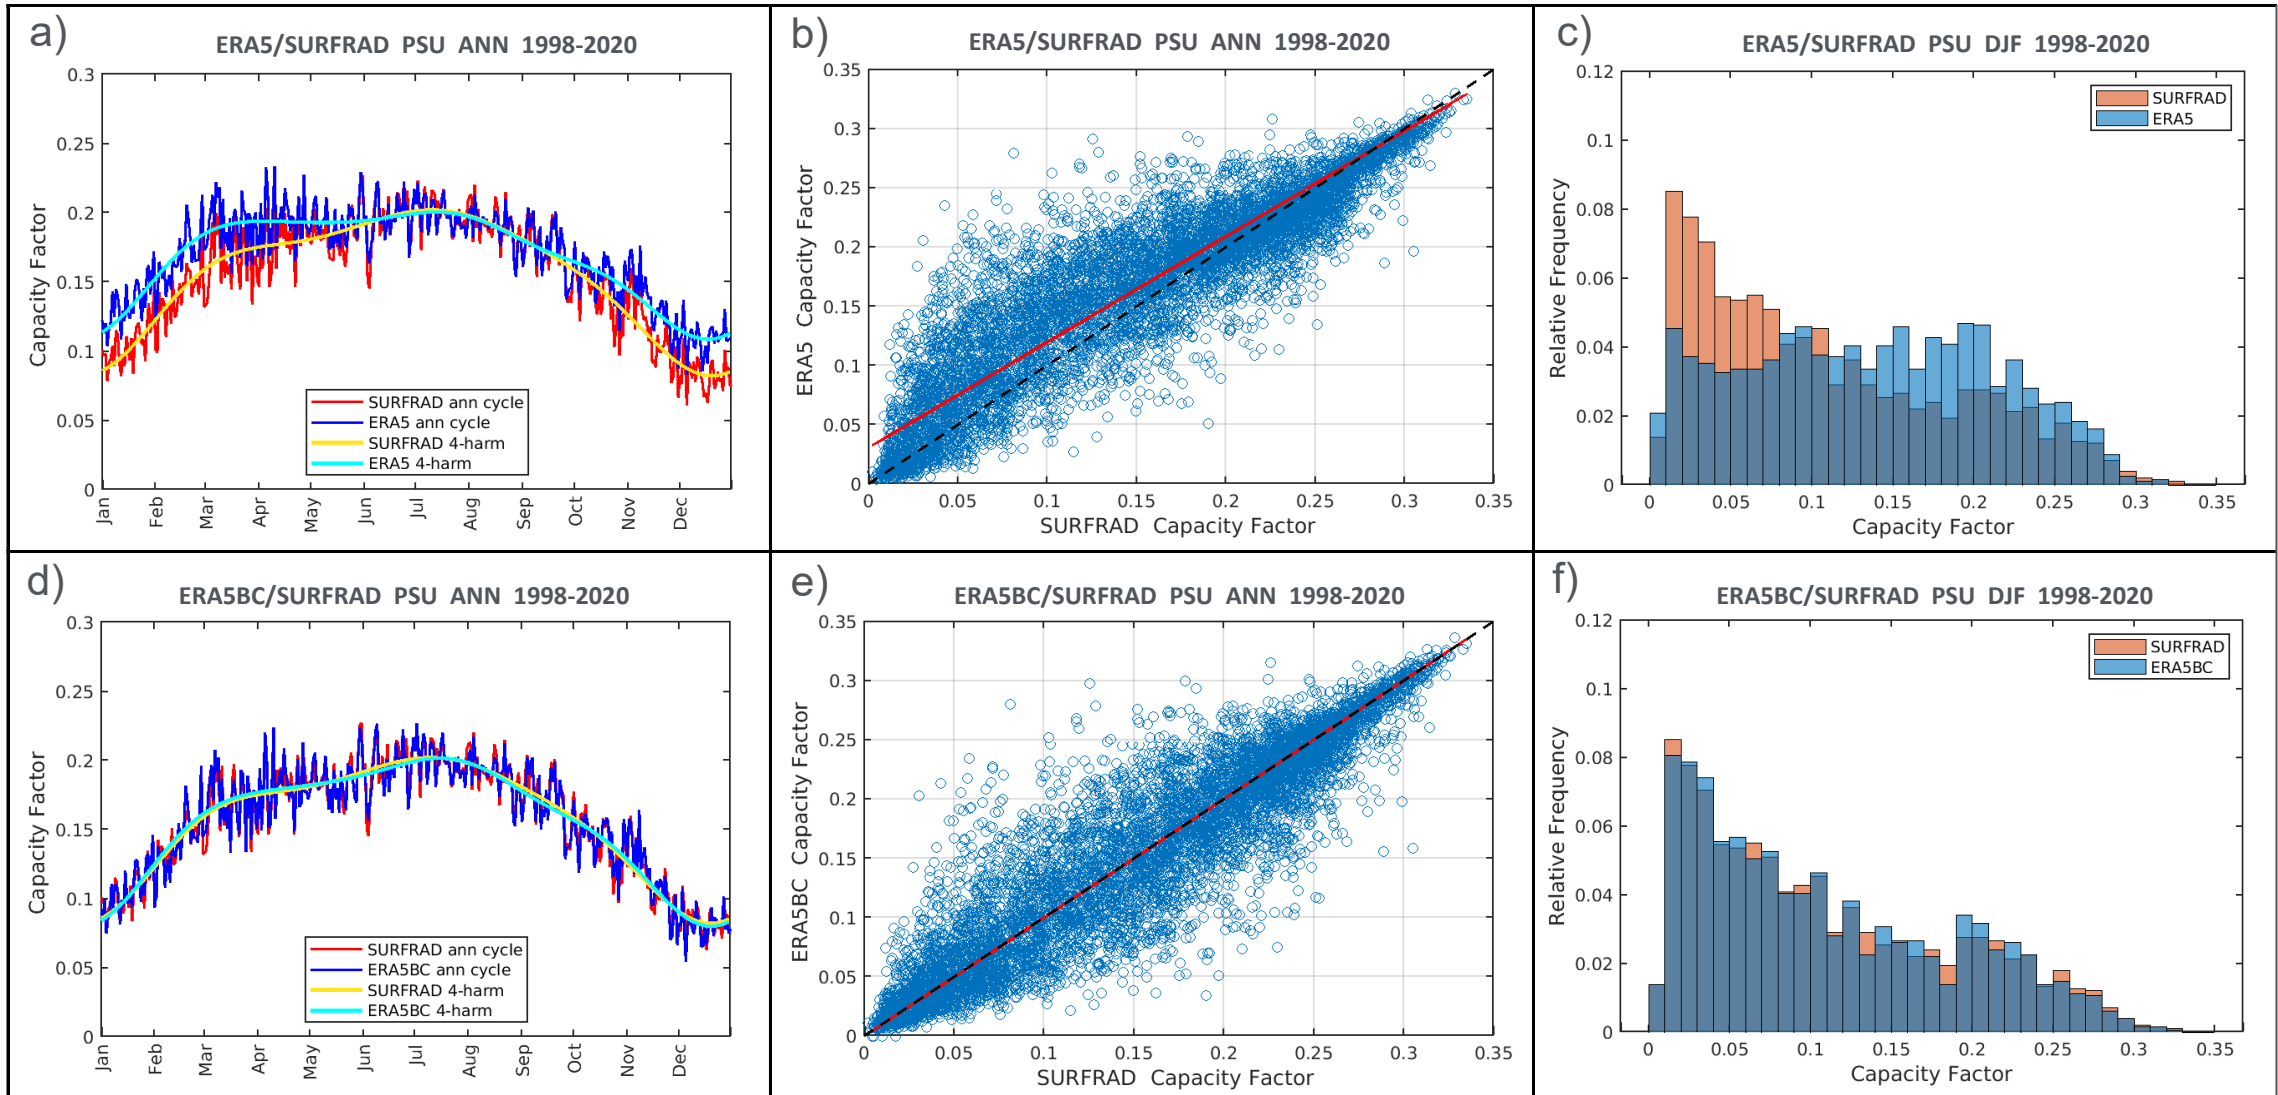 a)
ERA5/SURFRAD PSU ANN 1998-2020
0.3
0.25
0.2
0.15
0.1
0.05
0
Capacity Factor
SURFRAD ann cycle
ERA5 ann cycle
SURFRAD 4-harm
ERA5 4-harm
Jan Feb Mar Apr May Jun Jul Aug Sep Oct Nov Dec
b)
ERA5/SURFRAD PSU ANN 1998-2020
0.35
0.3
0.25
0.2
0.15
0.1
0.05
0
ERA5 Capacity Factor
0 0.05 0.1 0.15 0.2 0.25 0.3 0.35
SURFRAD Capacity Factor
c)
ERA5/SURFRAD PSU DJF 1998-2020
0.12
0.1
0.08
0.06
0.04
0.02
0
Relative Frequency
SURFRAD
ERA5
0 0.05 0.1 0.15 0.2 0.25 0.3 0.35
Capacity Factor
d)
ERA5BC/SURFRAD PSU ANN 1998-2020
0.3
0.25
0.2
0.15
0.1
0.05
0
Capacity Factor
SURFRAD ann cycle
ERA5BC ann cycle
SURFRAD 4-harm
ERA5BC 4-harm
Jan Feb Mar Apr May Jun Jul Aug Sep Oct Nov Dec
e)
ERA5BC/SURFRAD PSU ANN 1998-2020
0.35
0.3
0.25
0.2
0.15
0.1
0.05
0
ERA5BC Capacity Factor
0 0.05 0.1 0.15 0.2 0.25 0.3 0.35
SURFRAD Capacity Factor
f)
ERA5BC/SURFRAD PSU DJF 1998-2020
0.12
0.1
0.08
0.06
0.04
0.02
0
Relative Frequency
SURFRAD
ERA5BC
0 0.05 0.1 0.15 0.2 0.25 0.3 0.35
Capacity Factor